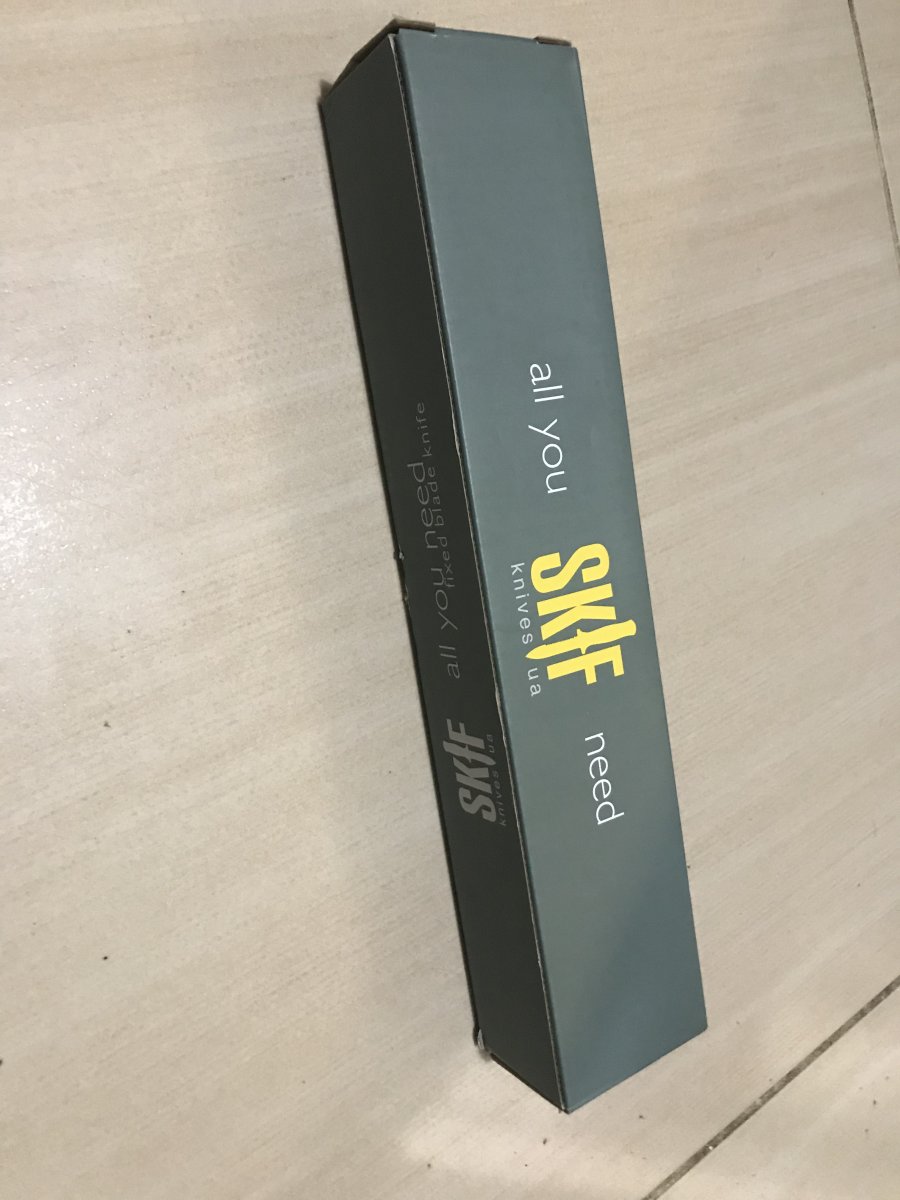 all you SKIF need
knives ua
SKIF all you need
knives ua fixed blade knife